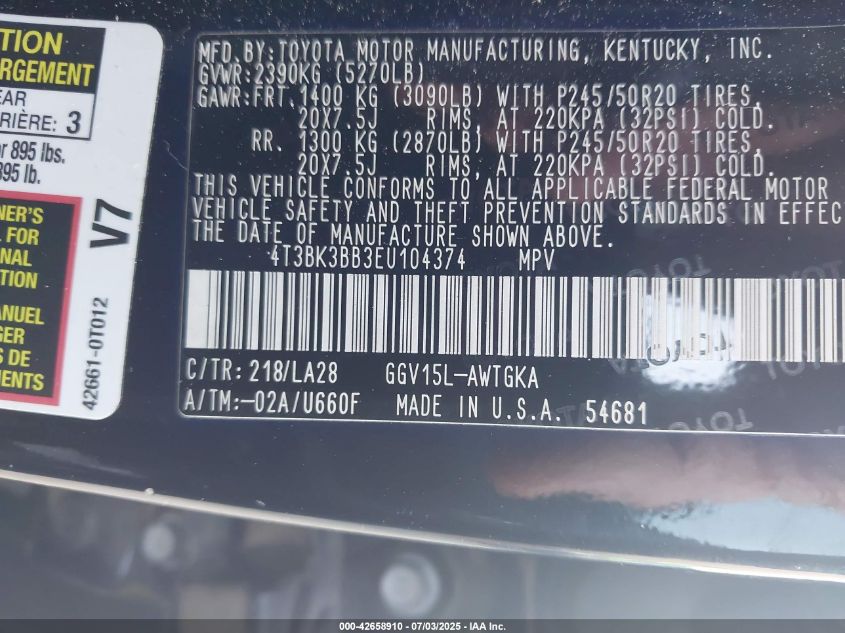 TION
RGEMENT
EAR
RIÈRE: 3
or 895 lbs.
895 lb.
NER'S
L FOR
NAL
ION
ANUEL
GER
S DE
MENTS.
V7
42661-0T012
MFD.BY:TOYOTA MOTOR MANUFACTURING, KENTUCKY, INC.
GVWR:2390KG (5270LB)
GAWR:FRT.1400 KG (3090LB) WITH P245/50R20 TIRES,
20X7.5J RIMS, AT 220KPA (32PSI) COLD.
RR. 1300 KG (2870LB) WITH P245/50R20 TIRES,
20X7.5J RIMS, AT 220KPA (32PSI) COLD.
THIS VEHICLE CONFORMS TO ALL APPLICABLE FEDERAL MOTOR
VEHICLE SAFETY AND THEFT PREVENTION STANDARDS IN EFFEC
THE DATE OF MANUFACTURE SHOWN ABOVE.
4T3BK3BB3EU104374 MPV
C/TR: 218/LA28 GGV15L-AWTGKA
A/TM:-02A/U660F MADE IN U.S.A. 54681
000-42658910 - 07/03/2025 - IAA Inc.